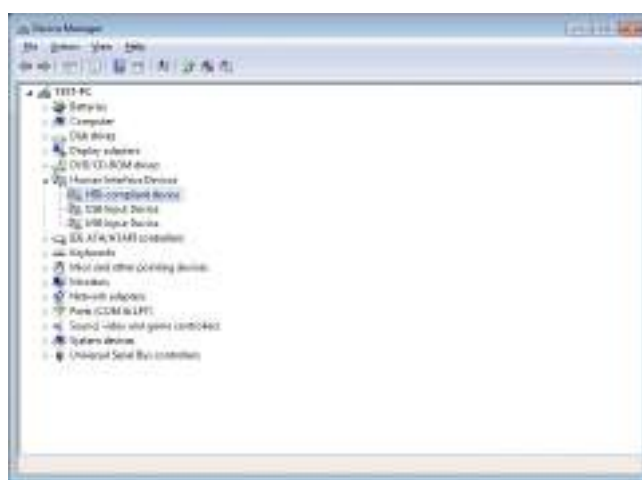 Device Manager
File Action View Help
TEST-PC
Batteries
Computer
Disk drives
Display adapters
DVD/CD-ROM drives
Human Interface Devices
HID-compliant device
USB Input Device
USB Input Device
IDE ATA/ATAPI controllers
Keyboards
Mice and other pointing devices
Monitors
Network adapters
Ports (COM & LPT)
Sound, video and game controllers
System devices
Universal Serial Bus controllers